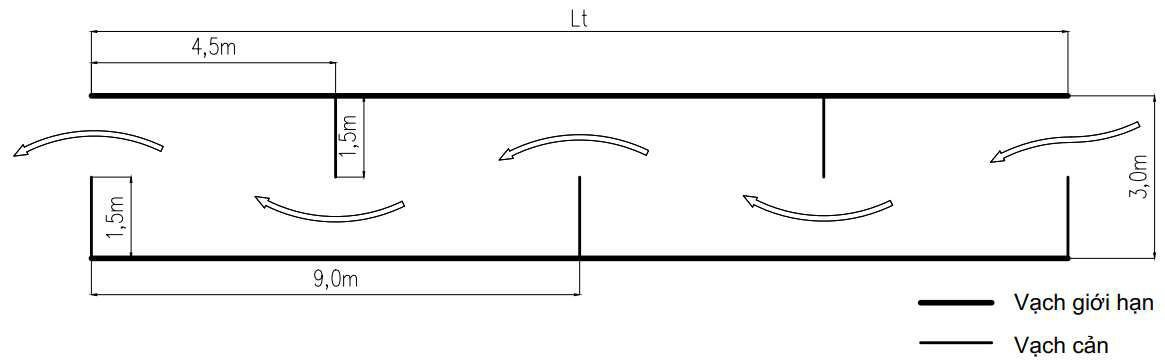 Lt
4,5m
1,5m
3,0m
1,5m
9,0m
Vạch giới hạn
Vạch cản